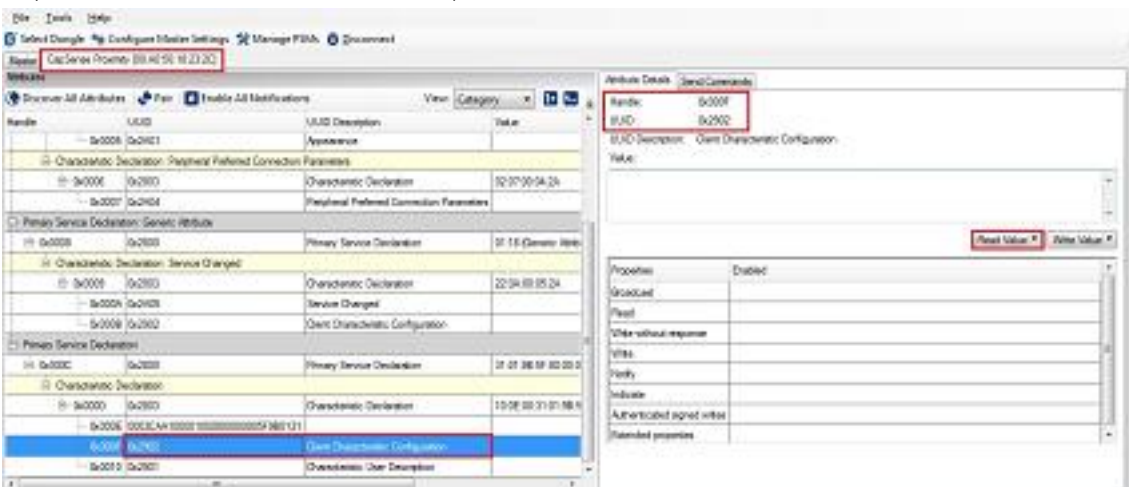 File Tools Help
Select Dongle Configure Master Settings Manage PSMs Disconnect
Master CapSense Proximity
Attributes
Discover All Attributes Pair Enable All Notifications View: Category
Handle UUID UUID Description Value
Appearance
Characteristic Declaration: Peripheral Preferred Connection Parameters
0x0006 0x2803 Characteristic Declaration
0x0007 0x2A04 Peripheral Preferred Connection Parameters
Primary Service Declaration: Generic Attribute
0x0008 0x2800 Primary Service Declaration
Characteristic Declaration: Service Changed
0x0009 0x2803 Characteristic Declaration
0x000A 0x2A05 Service Changed
0x000B 0x2902 Client Characteristic Configuration
Primary Service Declaration
0x000C 0x2800 Primary Service Declaration
Characteristic Declaration
0x000D 0x2803 Characteristic Declaration
0x000E
0x000F 0x2902 Client Characteristic Configuration
0x0010 0x2901 Characteristic User Description
Attribute Details Send Commands
Handle: 0x000F
UUID: 0x2902
UUID Description: Client Characteristic Configuration
Value:
Read Value Write Value
Properties Enabled
Broadcast
Read
Write without response
Write
Notify
Indicate
Authenticated signed writes
Extended properties